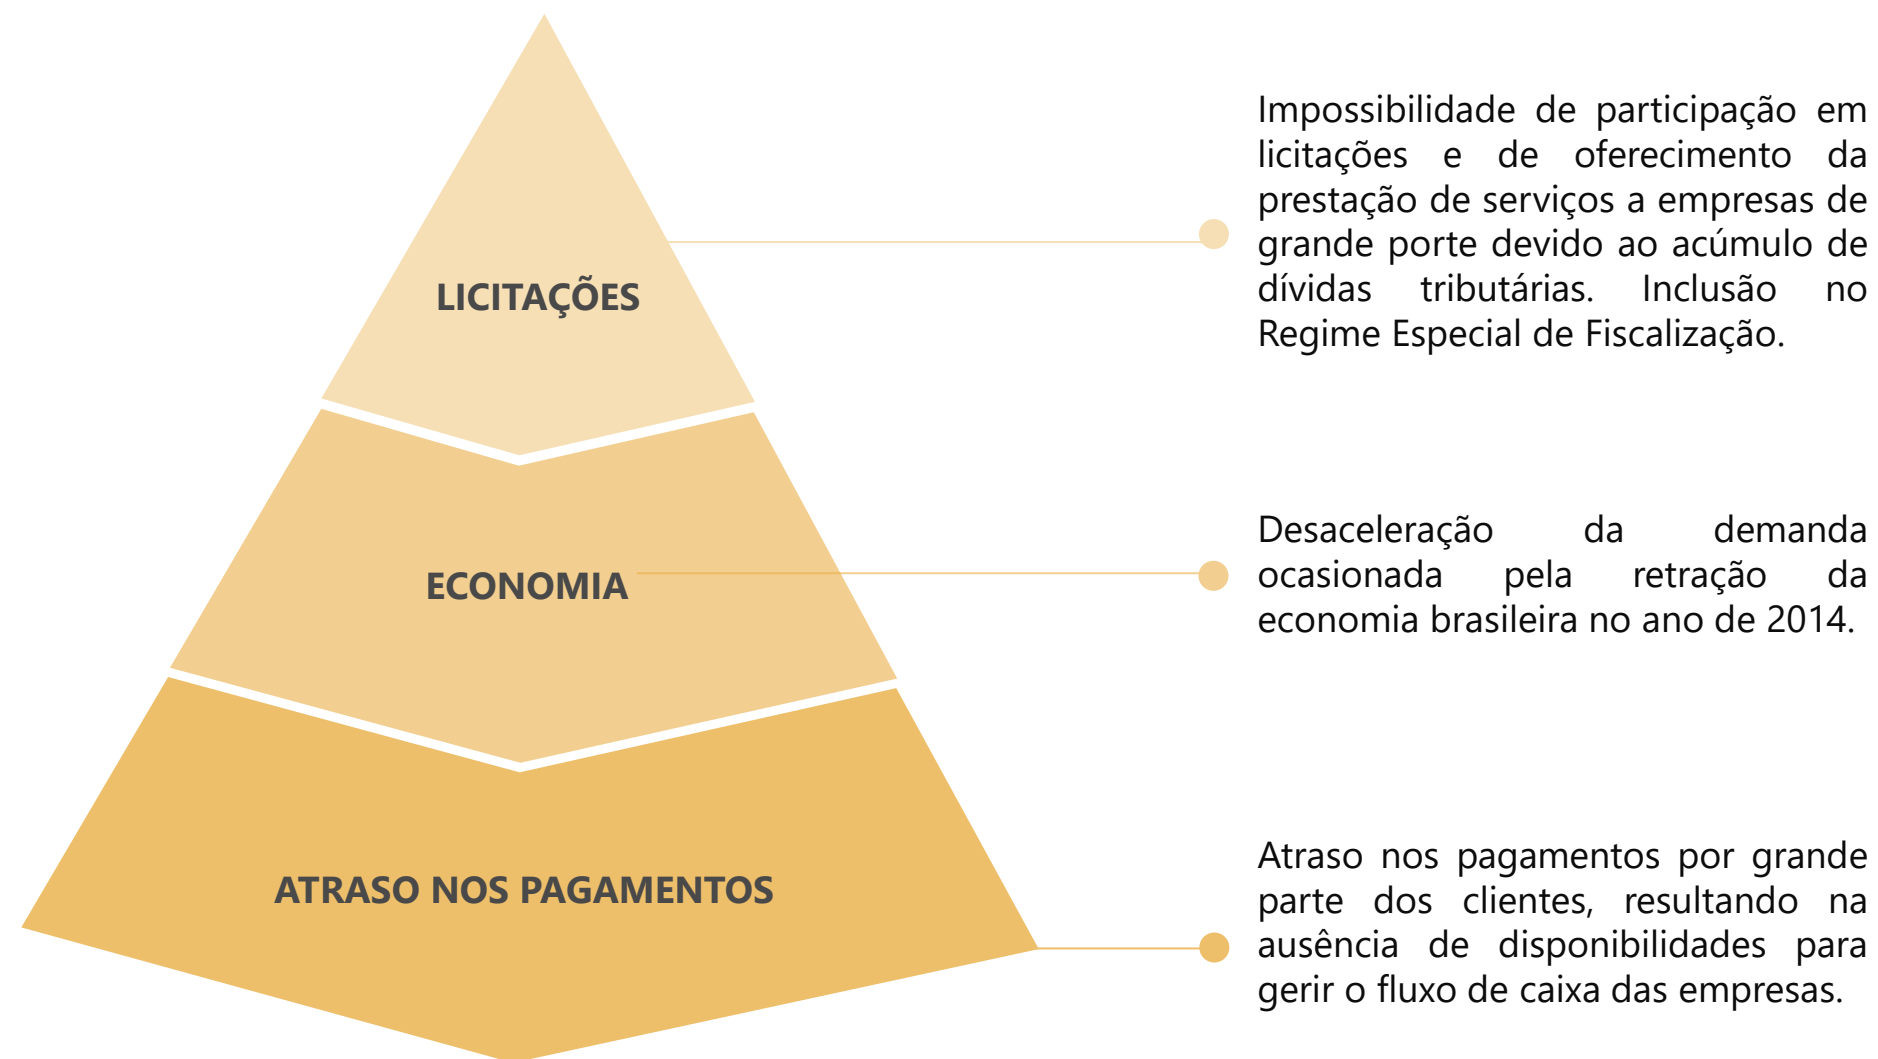 Impossibilidade de participação em
licitações e de oferecimento da
prestação de serviços a empresas de
grande porte devido ao acúmulo de
dívidas tributárias. Inclusão no
Regime Especial de Fiscalização.
LICITAÇÕES
Desaceleração da demanda
ocasionada pela retração da
economia brasileira no ano de 2014.
ECONOMIA
Atraso nos pagamentos por grande
parte dos clientes, resultando na
ausência de disponibilidades para
gerir o fluxo de caixa das empresas.
ATRASO NOS PAGAMENTOS